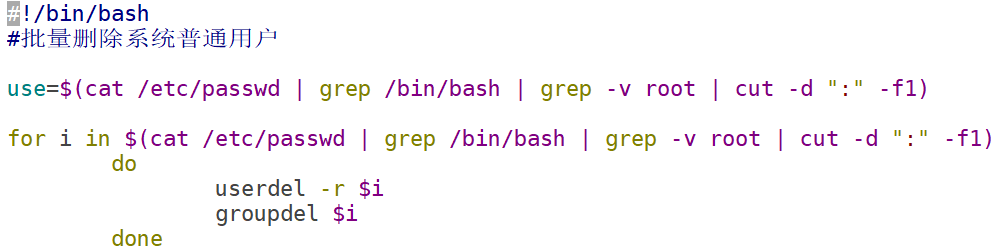 #!/bin/bash
#批量删除系统普通用户
use=$(cat /etc/passwd | grep /bin/bash | grep -v root | cut -d ":" -f1)
for i in $(cat /etc/passwd | grep /bin/bash | grep -v root | cut -d ":" -f1)
do
userdel -r $i
groupdel $i
done